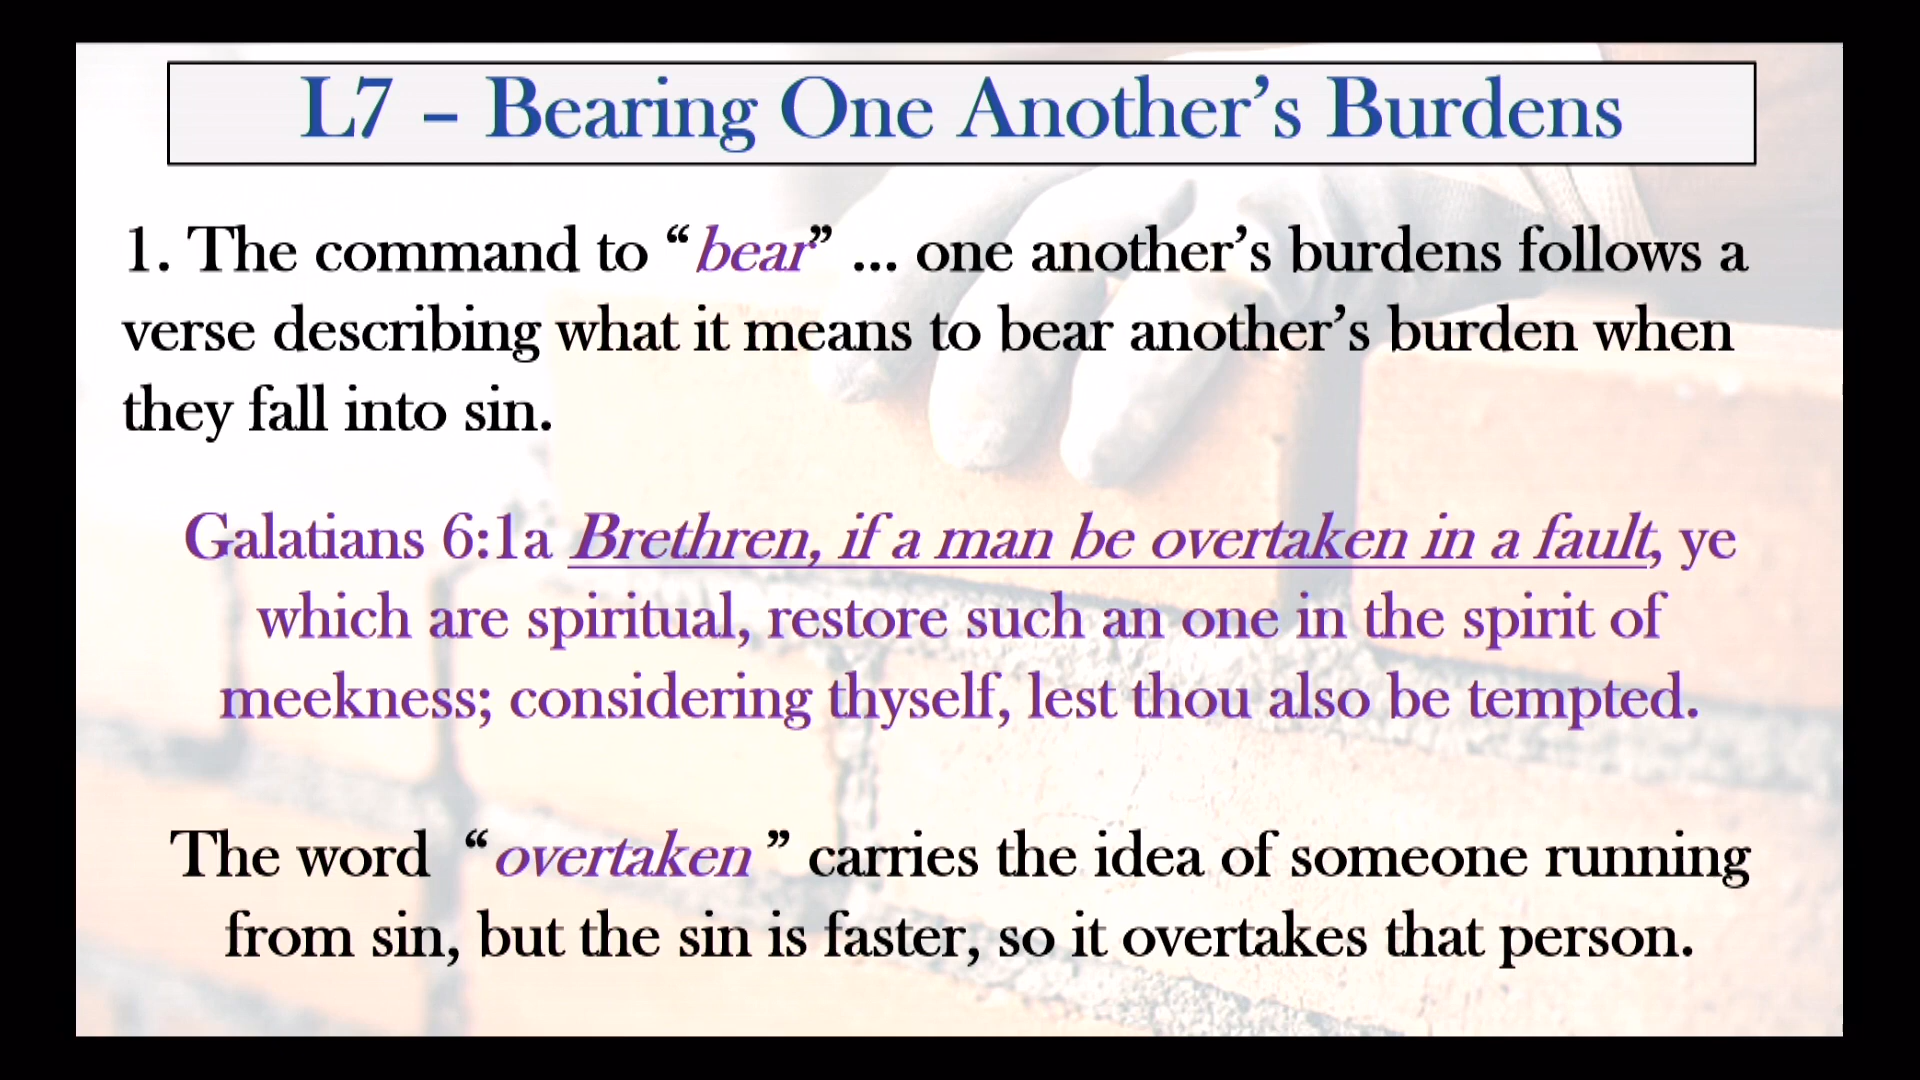 L7 – Bearing One Another’s Burdens
1. The command to “bear” ... one another’s burdens follows a
verse describing what it means to bear another’s burden when
they fall into sin.
Galatians 6:1a Brethren, if a man be overtaken in a fault, ye
which are spiritual, restore such an one in the spirit of
meekness; considering thyself, lest thou also be tempted.
The word “overtaken ” carries the idea of someone running
from sin, but the sin is faster, so it overtakes that person.